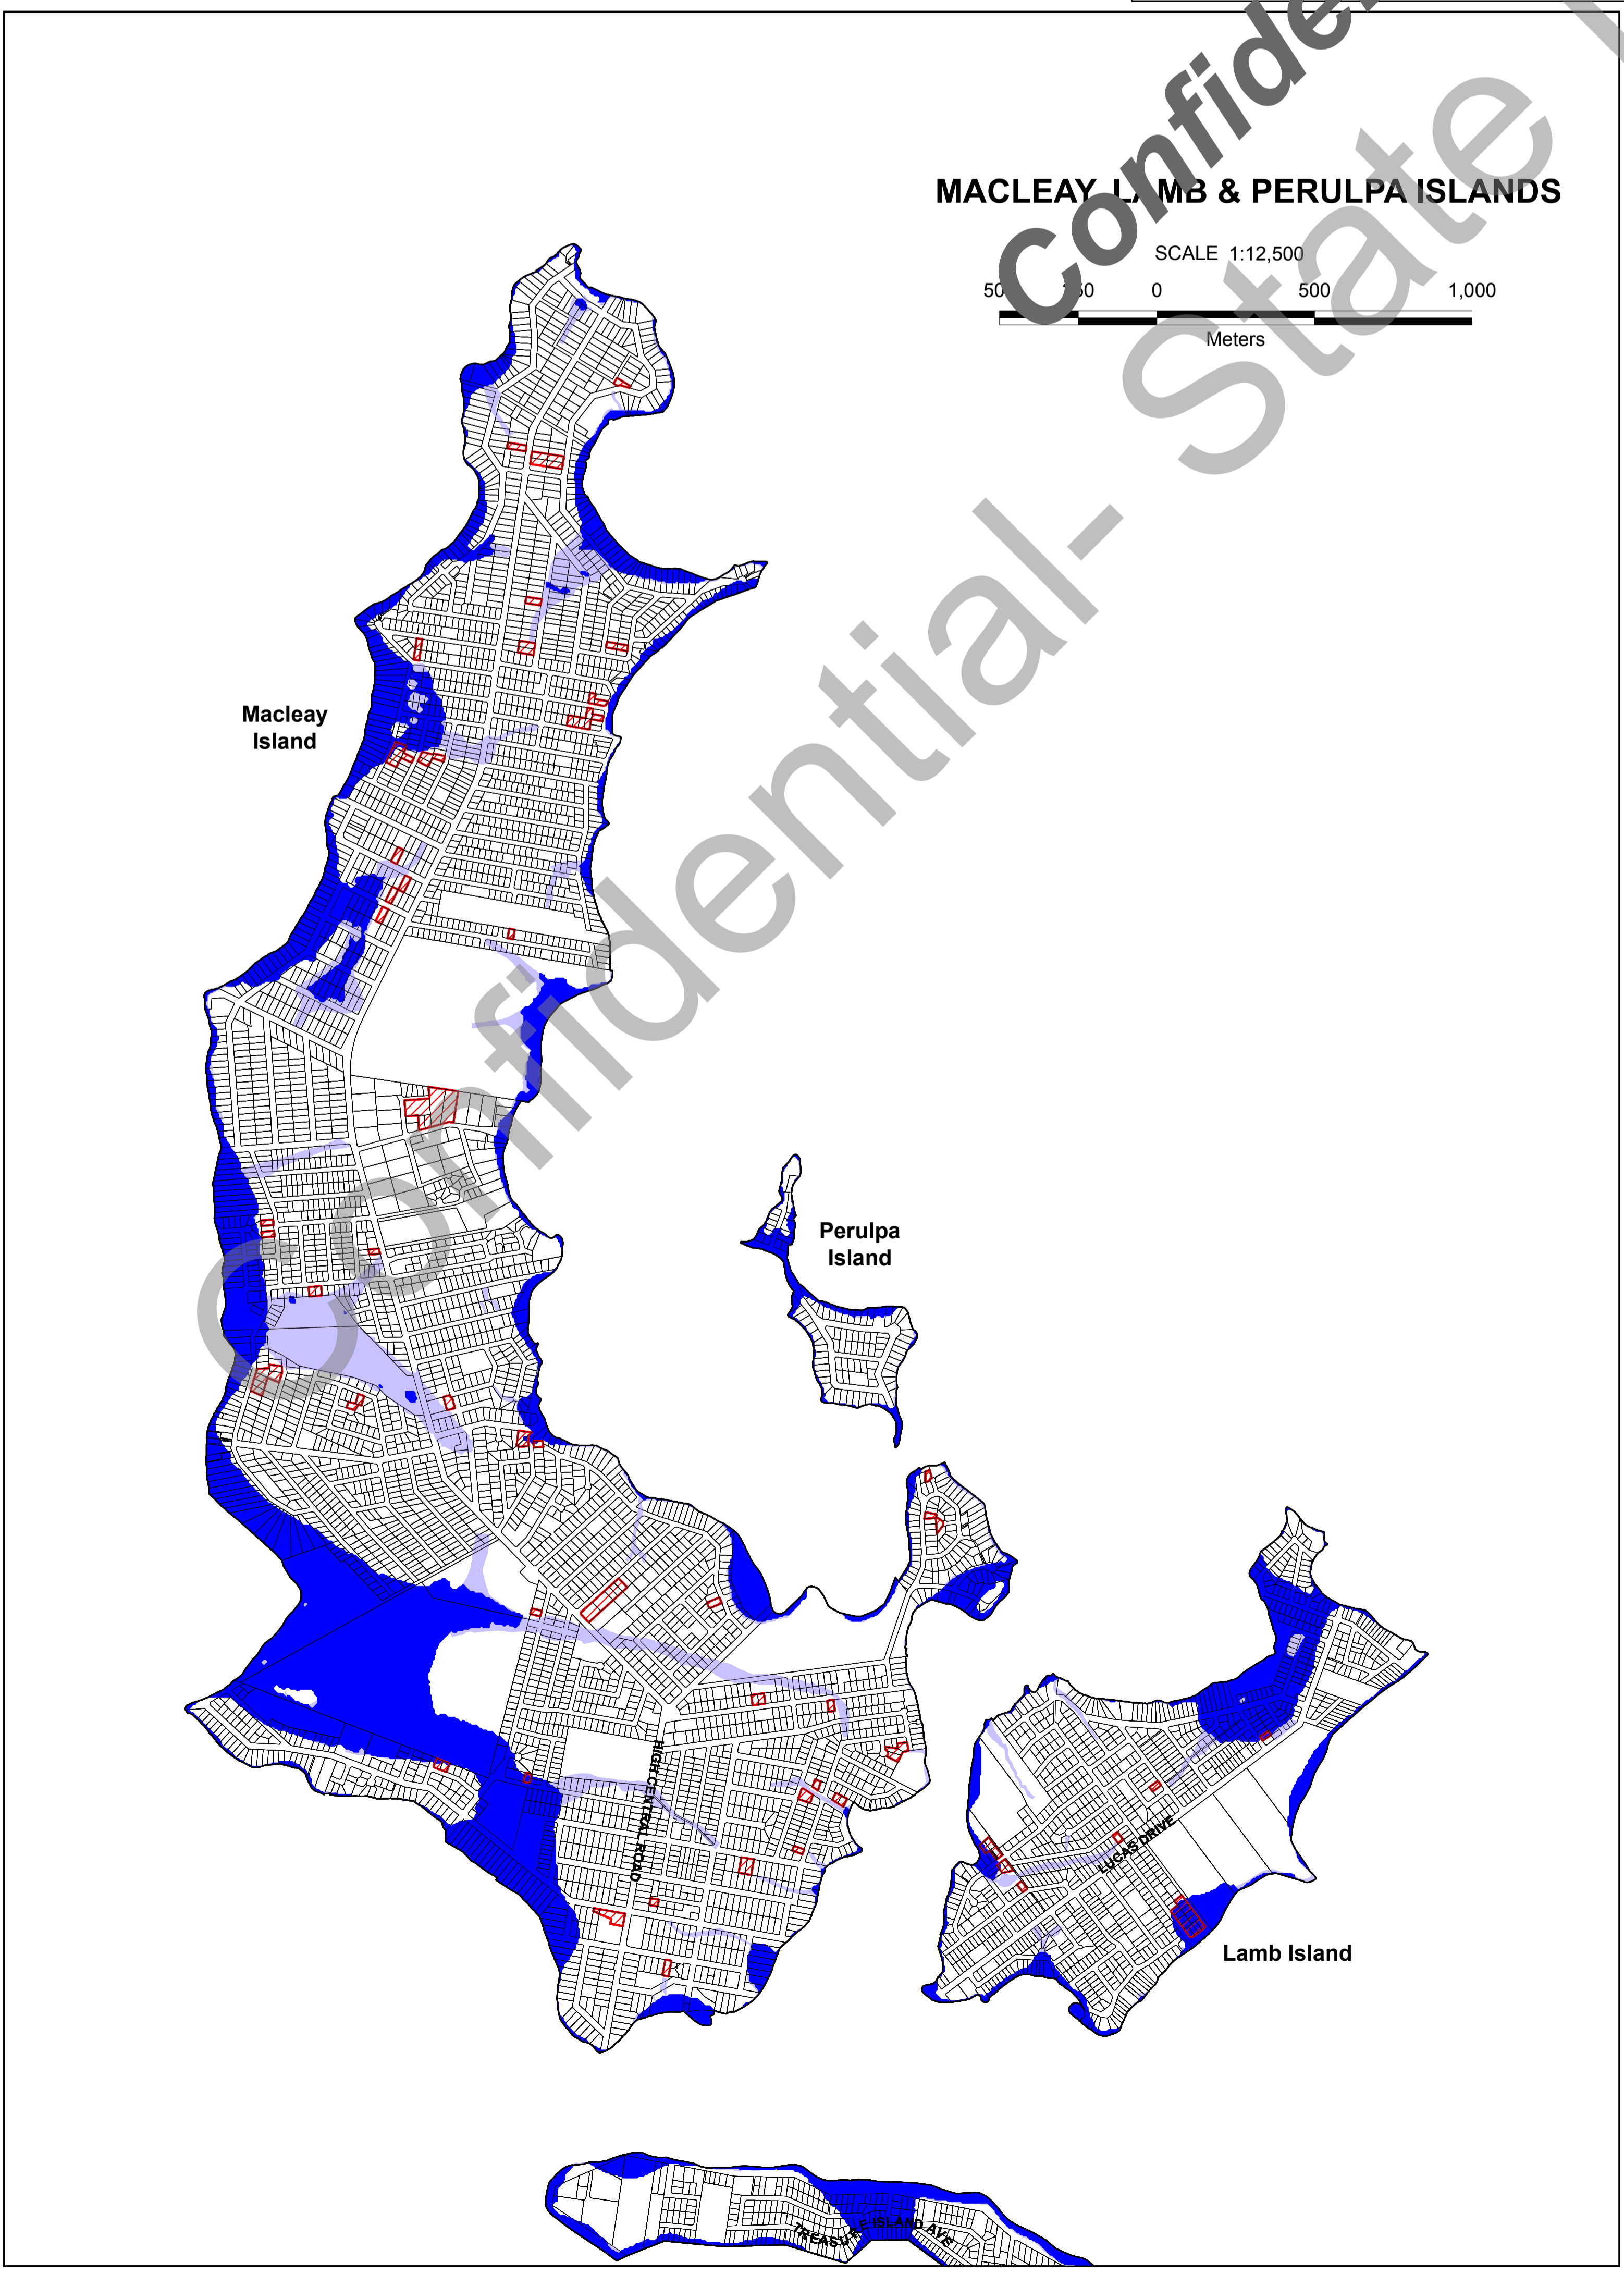 MACLEAY, LAMB & PERULPA ISLANDS
SCALE 1:12,500
0 500 1,000
Meters
Macleay
Island
Perulpa
Island
HIGH CENTRAL ROAD
LUCAS DRIVE
Lamb Island
TREASURE ISLAND AVE
Confidential- State